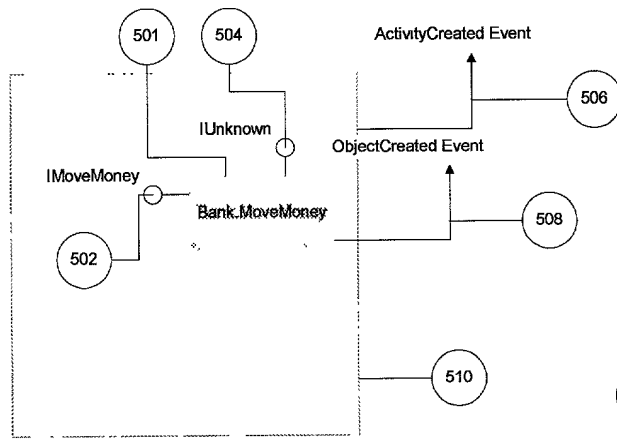 501
504
ActivityCreated Event
506
IUnknown
ObjectCreated Event
IMoveMoney
Bank.MoveMoney
508
502
510